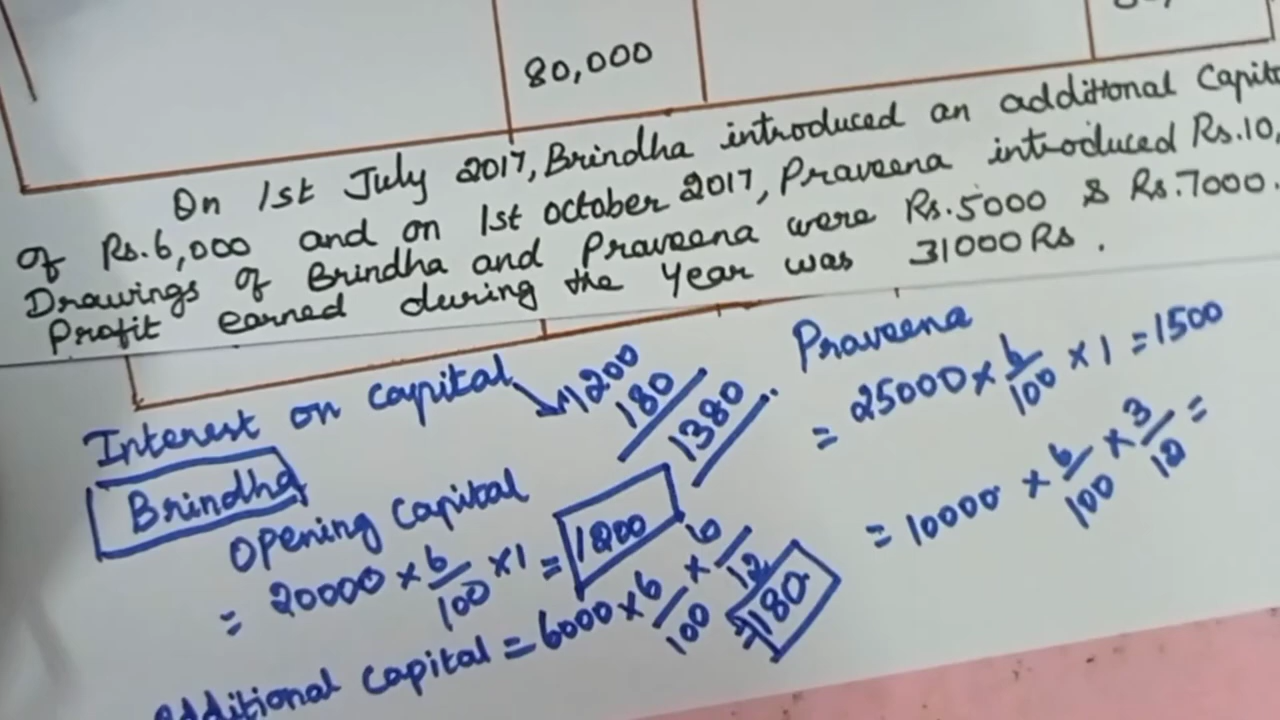 80,000
On 1st July 2017, Brindha introduced an additional Capit
of Rs.6,000 and on 1st october 2017, Praveena introduced Rs.10,
Drawings of Brindha and Praveena were Rs.5000 & Rs.7000.
Profit earned during the Year was 31000 Rs.
Interest on capital → 1200
180
1380
Brindha
Opening Capital
= 20000 × 6/100 × 1 = 1200
Additional Capital = 6000 × 6/100 × 6/12
= 180.
Praveena
= 25000 × 6/100 × 1 = 1500
= 10000 × 6/100 × 3/12 =